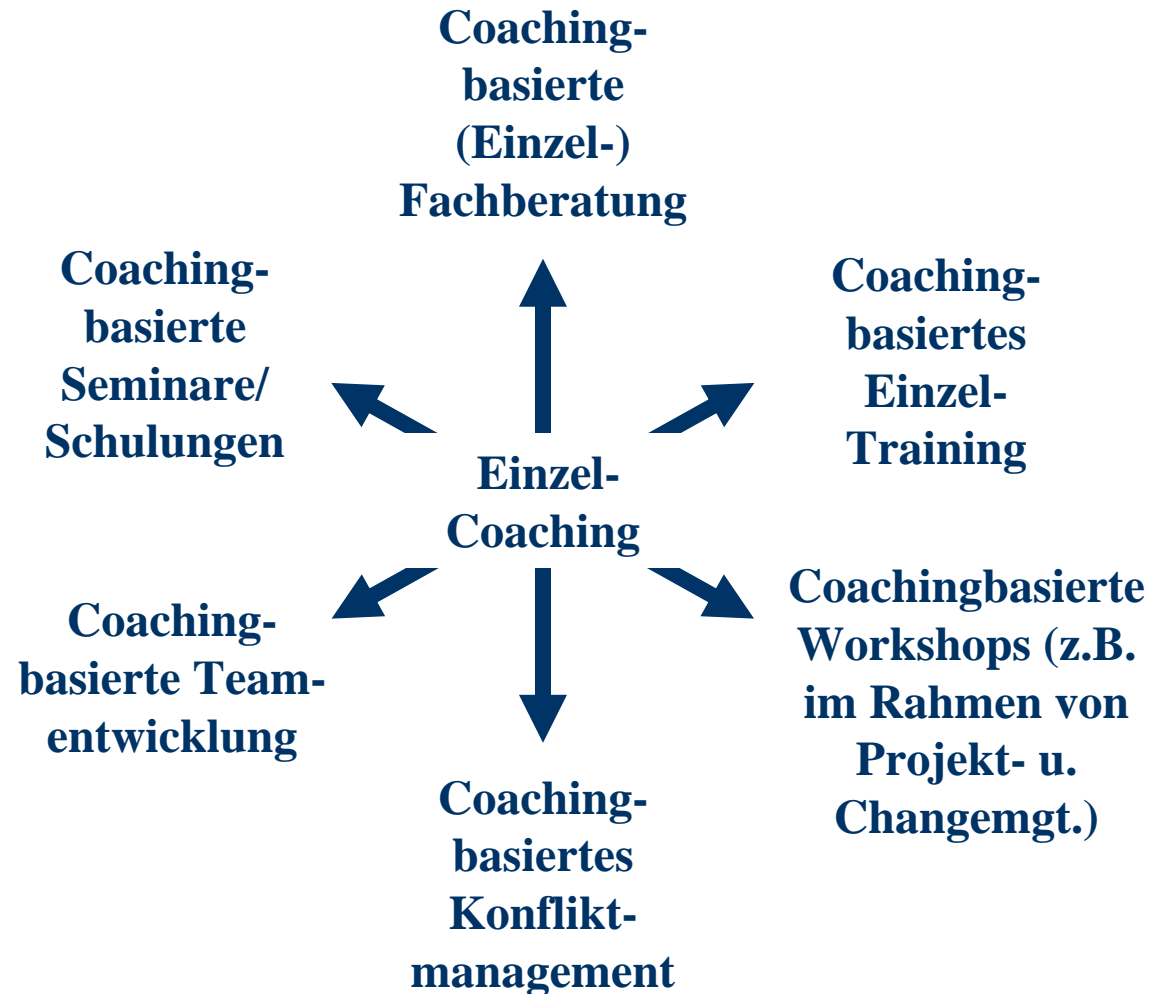 Coaching-
basierte
(Einzel-)
Fachberatung
Coaching-
basierte
Seminare/
Schulungen
Coaching-
basiertes
Einzel-
Training
Einzel-
Coaching
Coaching-
basierte Team-
entwicklung
Coachingbasierte
Workshops (z.B.
im Rahmen von
Projekt- u.
Changemgt.)
Coaching-
basiertes
Konflikt-
management